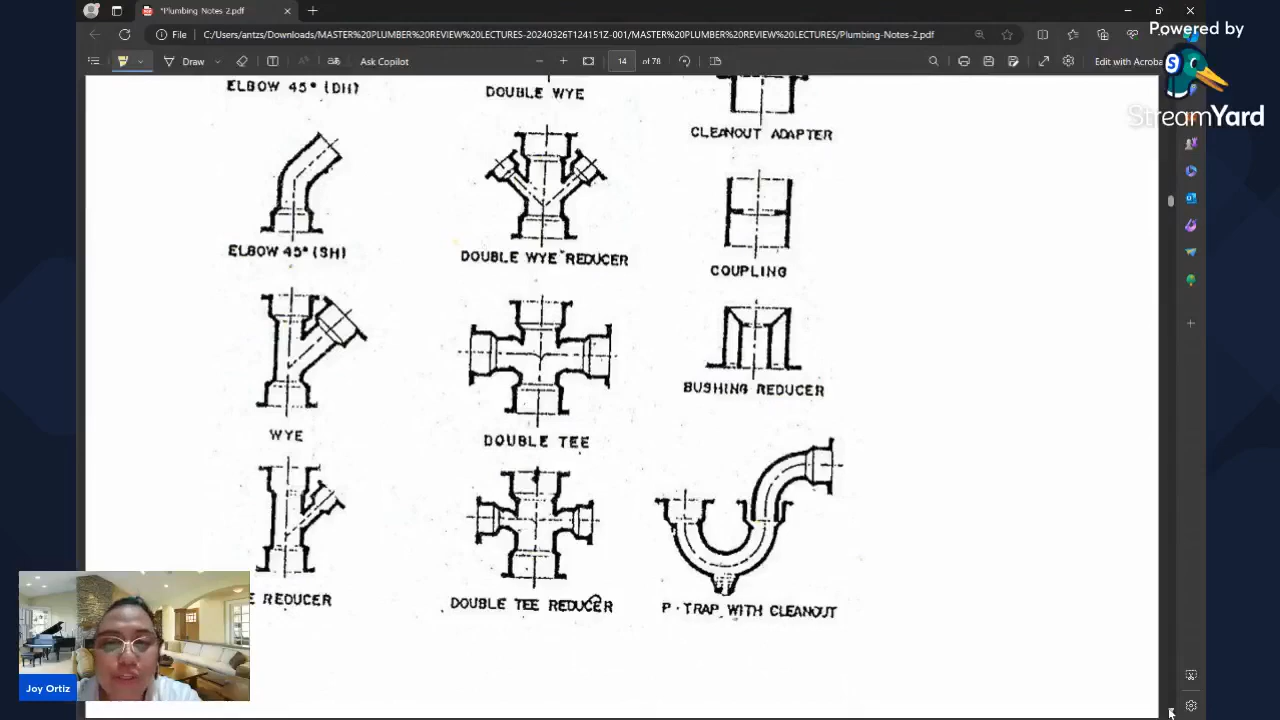 *Plumbing Notes 2.pdf
File
C:/Users/antzs/Downloads/MASTER%20PLUMBER%20REVIEW%20LECTURES-20240326T124151Z-001/MASTER%20PLUMBER%20REVIEW%20LECTURES/Plumbing-Notes-2.pdf
Draw
Ask Copilot
14 of 78
Edit with Acroba
Powered by
StreamYard
ELBOW 45° (DH)
DOUBLE WYE
CLEANOUT ADAPTER
ELBOW 45° (SH)
DOUBLE WYE REDUCER
COUPLING
BUSHING REDUCER
WYE
DOUBLE TEE
E REDUCER
DOUBLE TEE REDUCER
P-TRAP WITH CLEANOUT
Joy Ortiz